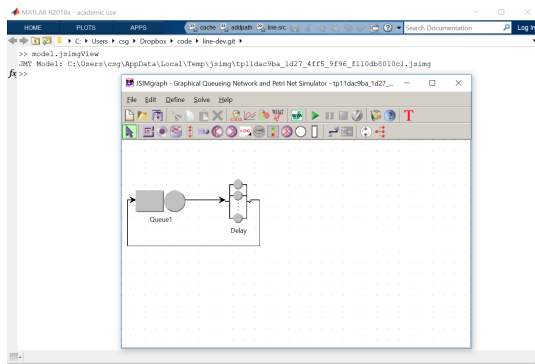 MATLAB R2018a - academic use
HOME PLOTS APPS cache addpath line.src Search Documentation Log In
C: Users csg Dropbox code line-dev.git
>> model.jsimgView
JMT Model: C:\Users\csg\AppData\Local\Temp\jsimg\tp11dac9ba_1d27_4ff5_9f96_f110db8010c1.jsimg
fx >>
JSIMgraph - Graphical Queueing Network and Petri Net Simulator - tp11dac9ba_1d27_...
File Edit Define Solve Help
LOG
Queue1
Delay